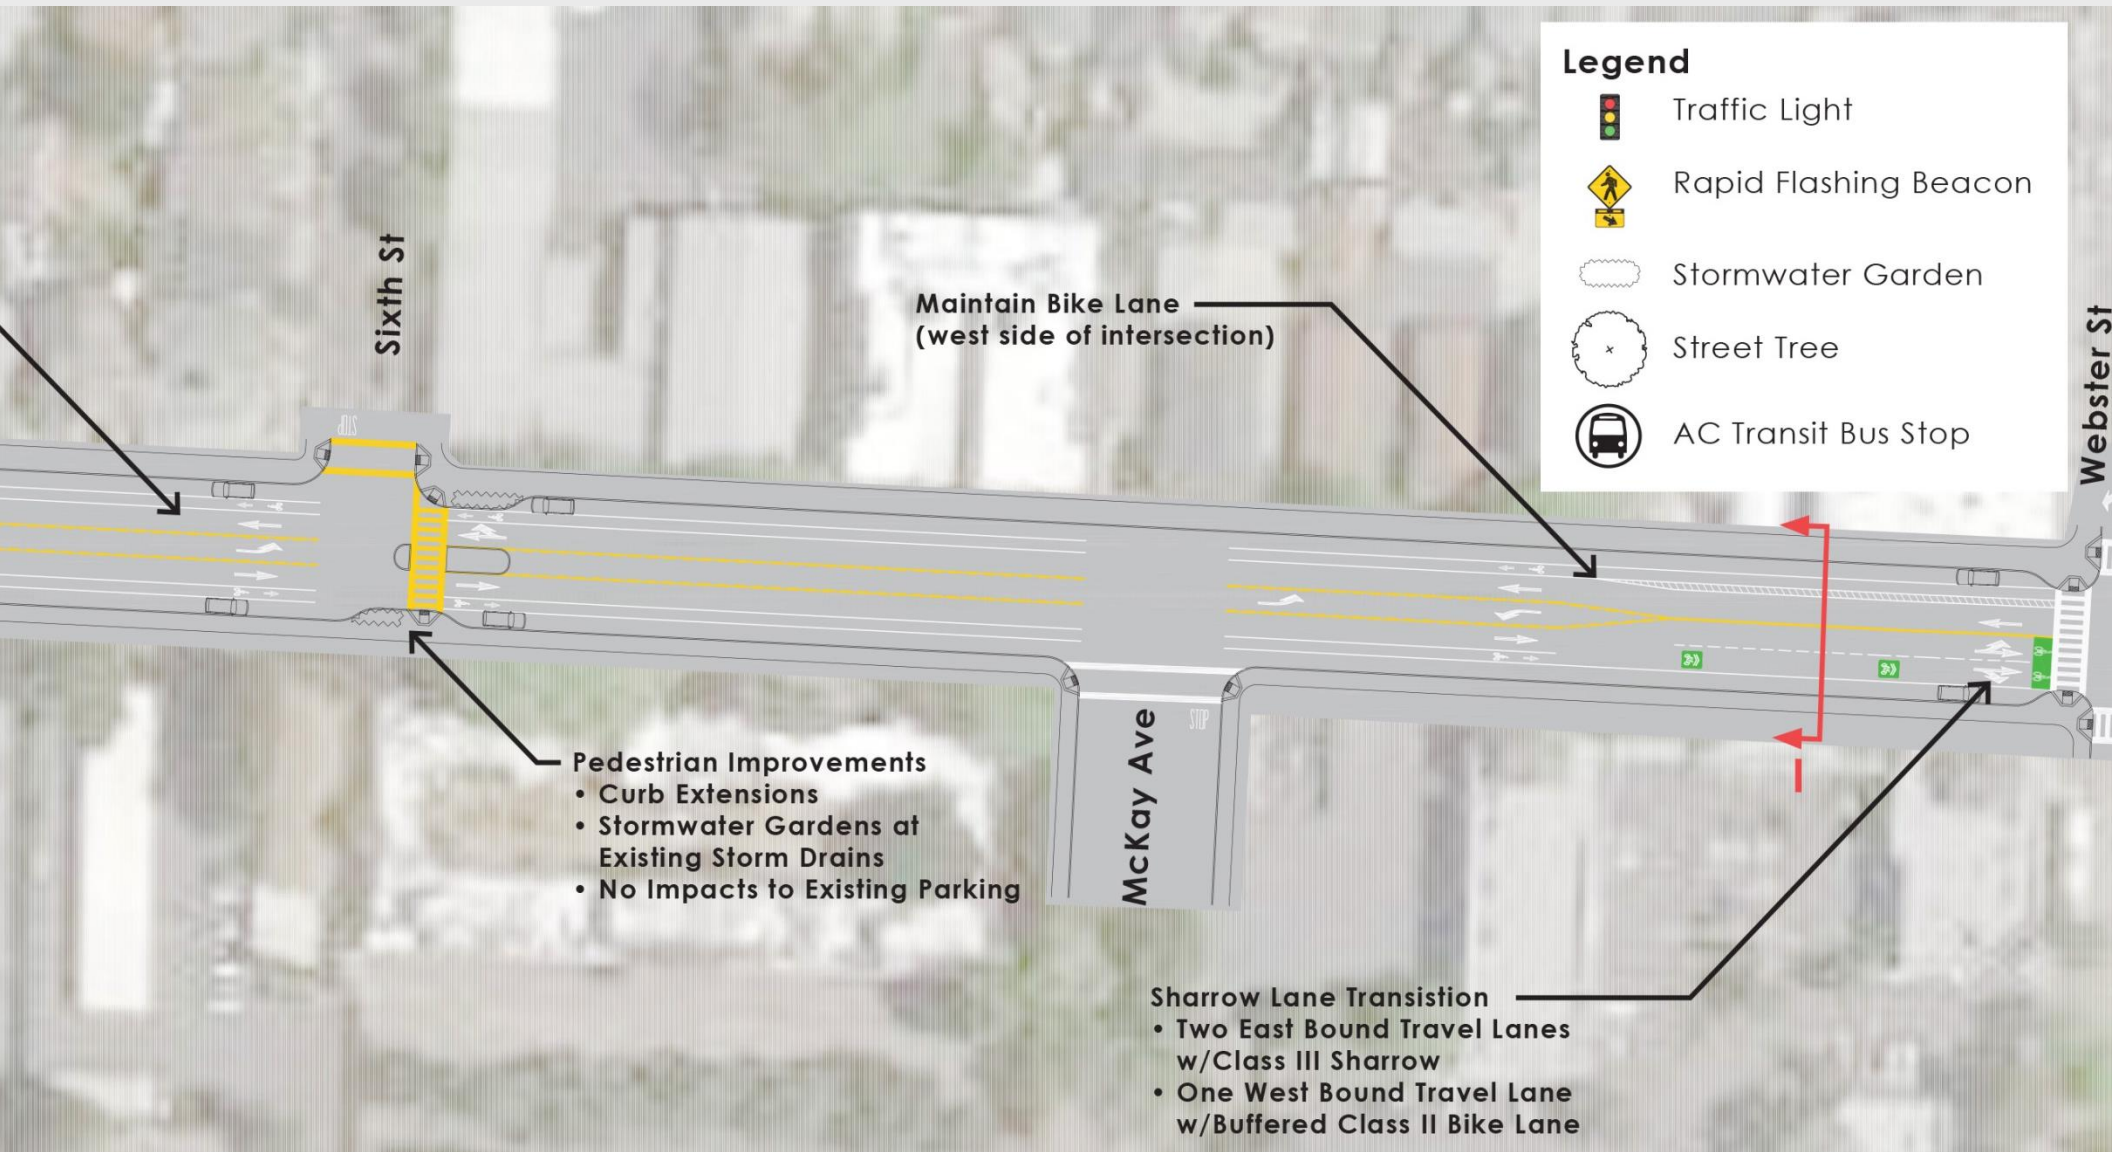 Legend
Traffic Light
Rapid Flashing Beacon
Stormwater Garden
Street Tree
AC Transit Bus Stop
Sixth St
Webster St
Maintain Bike Lane
(west side of intersection)
STOP
STOP
McKay Ave
Pedestrian Improvements
• Curb Extensions
• Stormwater Gardens at
Existing Storm Drains
• No Impacts to Existing Parking
Sharrow Lane Transistion
• Two East Bound Travel Lanes
w/Class III Sharrow
• One West Bound Travel Lane
w/Buffered Class II Bike Lane